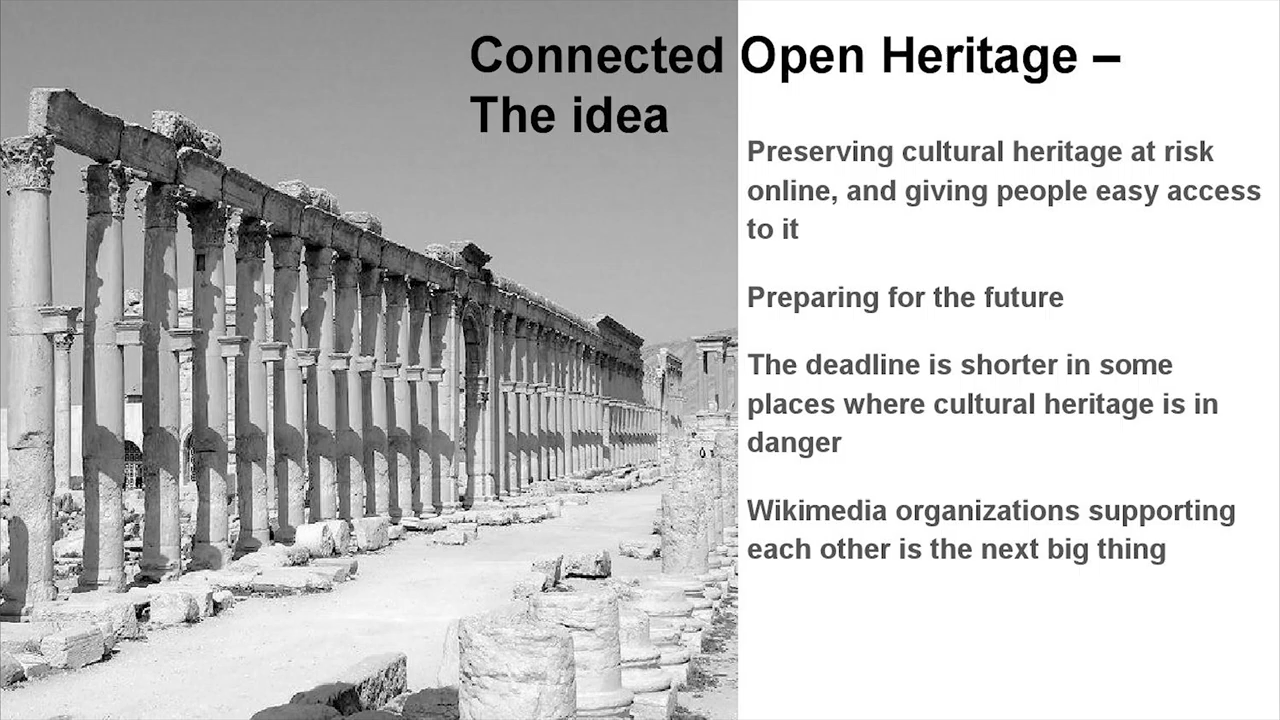 Connected Open Heritage –
The idea
Preserving cultural heritage at risk
online, and giving people easy access
to it
Preparing for the future
The deadline is shorter in some
places where cultural heritage is in
danger
Wikimedia organizations supporting
each other is the next big thing